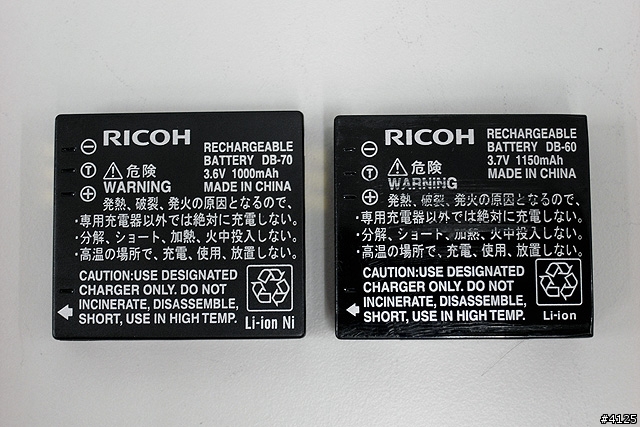 RICOH
RECHARGEABLE
BATTERY DB-70
3.6V 1000mAH
MADE IN CHINA
⊖
Ⓣ
⊕
危険
WARNING
発熱、破裂、発火の原因となるので、
・専用充電器以外では絶対に充電しない。
・分解、ショート、加熱、火中投入しない。
・高温の場所で、充電、使用、放置しない。
CAUTION:USE DESIGNATED
CHARGER ONLY. DO NOT
INCINERATE, DISASSEMBLE,
SHORT, USE IN HIGH TEMP.
Li-ion Ni
RICOH
RECHARGEABLE
BATTERY DB-60
3.7V 1150mAH
MADE IN CHINA
⊖
Ⓣ
⊕
危険
WARNING
発熱、破裂、発火の原因となるので、
・専用充電器以外では絶対に充電しない。
・分解、ショート、加熱、火中投入しない。
・高温の場所で、充電、使用、放置しない。
CAUTION:USE DESIGNATED
CHARGER ONLY. DO NOT
INCINERATE, DISASSEMBLE,
SHORT, USE IN HIGH TEMP.
Li-ion
#4125